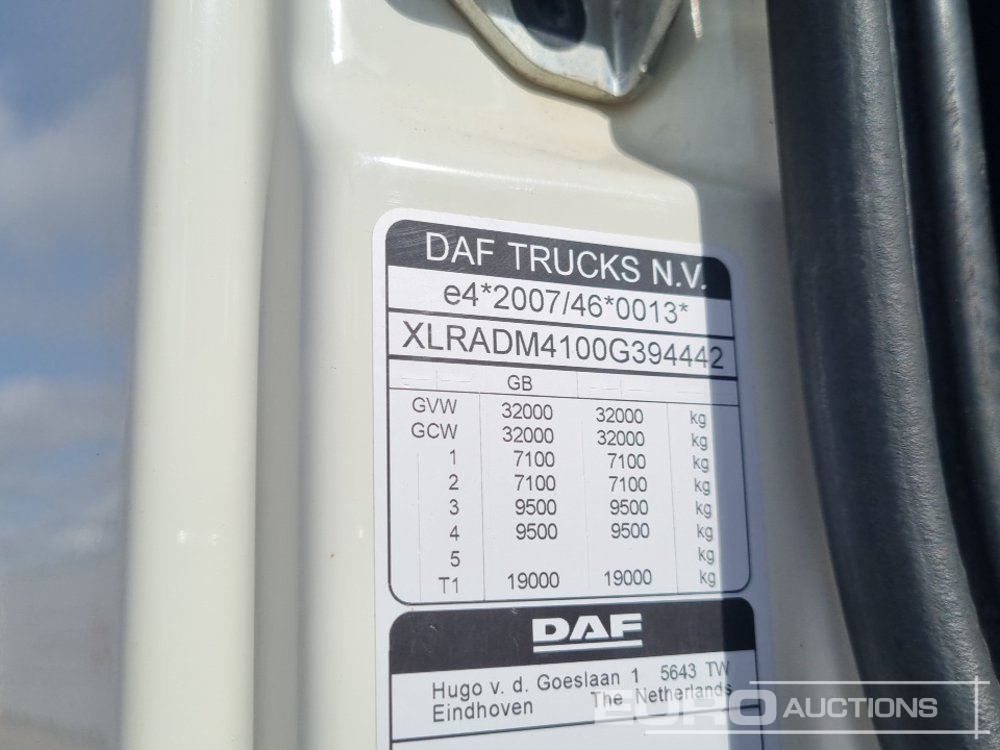 DAF TRUCKS N.V.
e4*2007/46*0013*
XLRADM4100G394442
GB
GVW 32000 32000 kg
GCW 32000 32000 kg
1 7100 7100 kg
2 7100 7100 kg
3 9500 9500 kg
4 9500 9500 kg
5 kg
T1 19000 19000 kg
DAF
Hugo v. d. Goeslaan 1 5643 TW
Eindhoven The Netherlands
EURO AUCTIONS